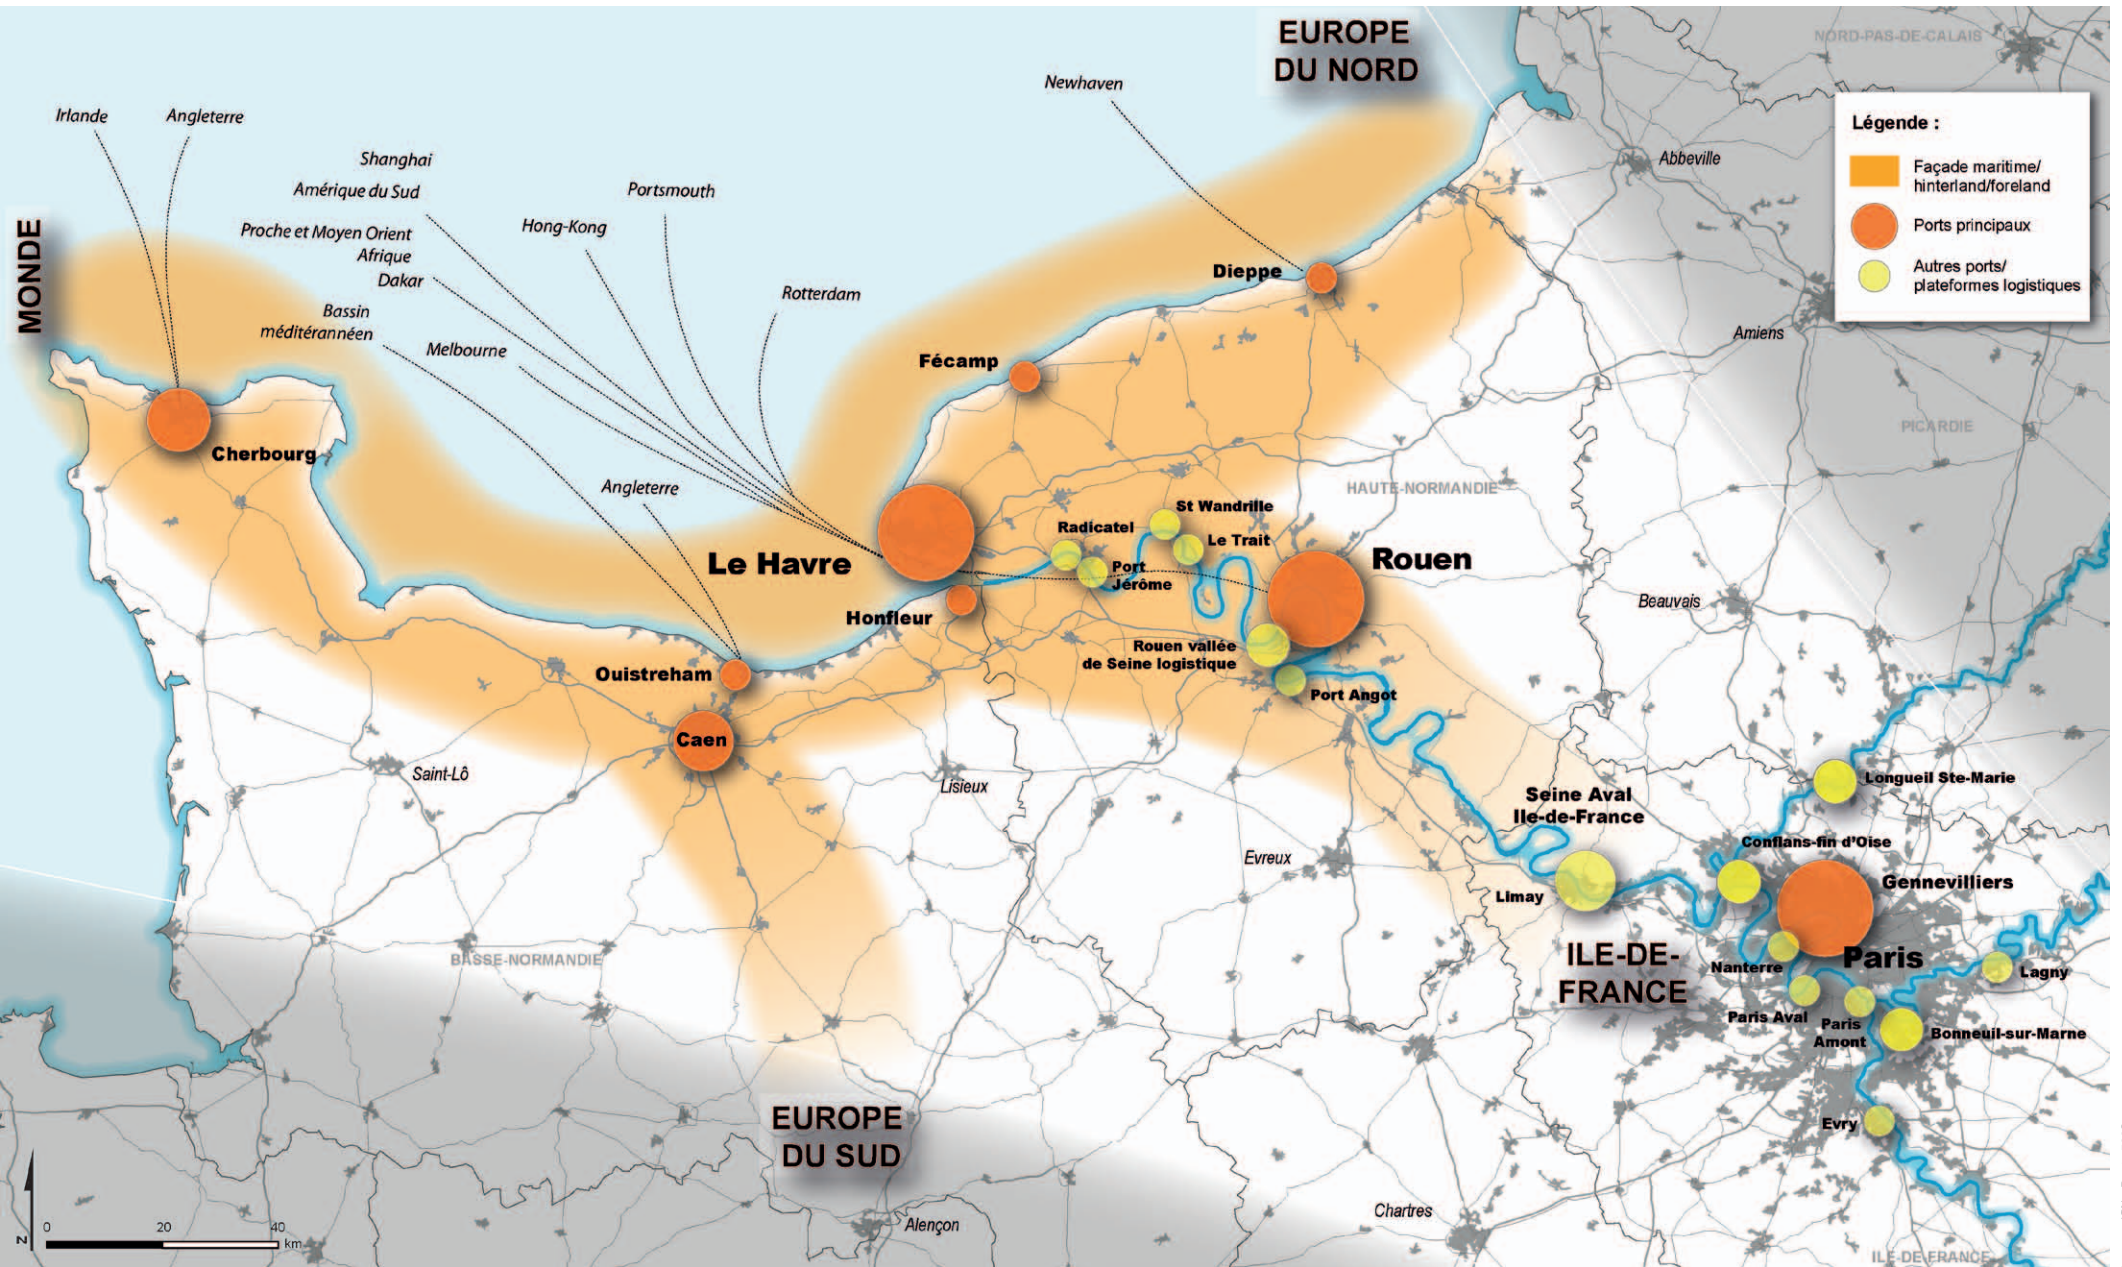 EUROPE
DU NORD
NORD-PAS-DE-CALAIS
Newhaven
Irlande
Angleterre
Légende :
Façade maritime/
hinterland/foreland
Ports principaux
Autres ports/
plateformes logistiques
Abbeville
Shanghai
Amérique du Sud
Portsmouth
Hong-Kong
Proche et Moyen Orient
Afrique
Dakar
MONDE
Dieppe
Rotterdam
Bassin
méditérannéen
Melbourne
Amiens
Fécamp
PICARDIE
Cherbourg
Angleterre
HAUTE-NORMANDIE
St Wandrille
Radicatel
Le Trait
Le Havre
Port
Jérôme
Rouen
Honfleur
Beauvais
Rouen vallée
de Seine logistique
Ouistreham
Port Angot
Caen
Saint-Lô
Lisieux
Longueil Ste-Marie
Seine Aval
Ile-de-France
Conflans-fin d'Oise
Evreux
Gennevilliers
Limay
BASSE-NORMANDIE
ILE-DE-
FRANCE
Paris
Nanterre
Lagny
Paris Aval
Paris
Amont
Bonneuil-sur-Marne
EUROPE
DU SUD
Evry
Alençon
Chartres
N
0 20 40
km
ILE-DE-FRANCE